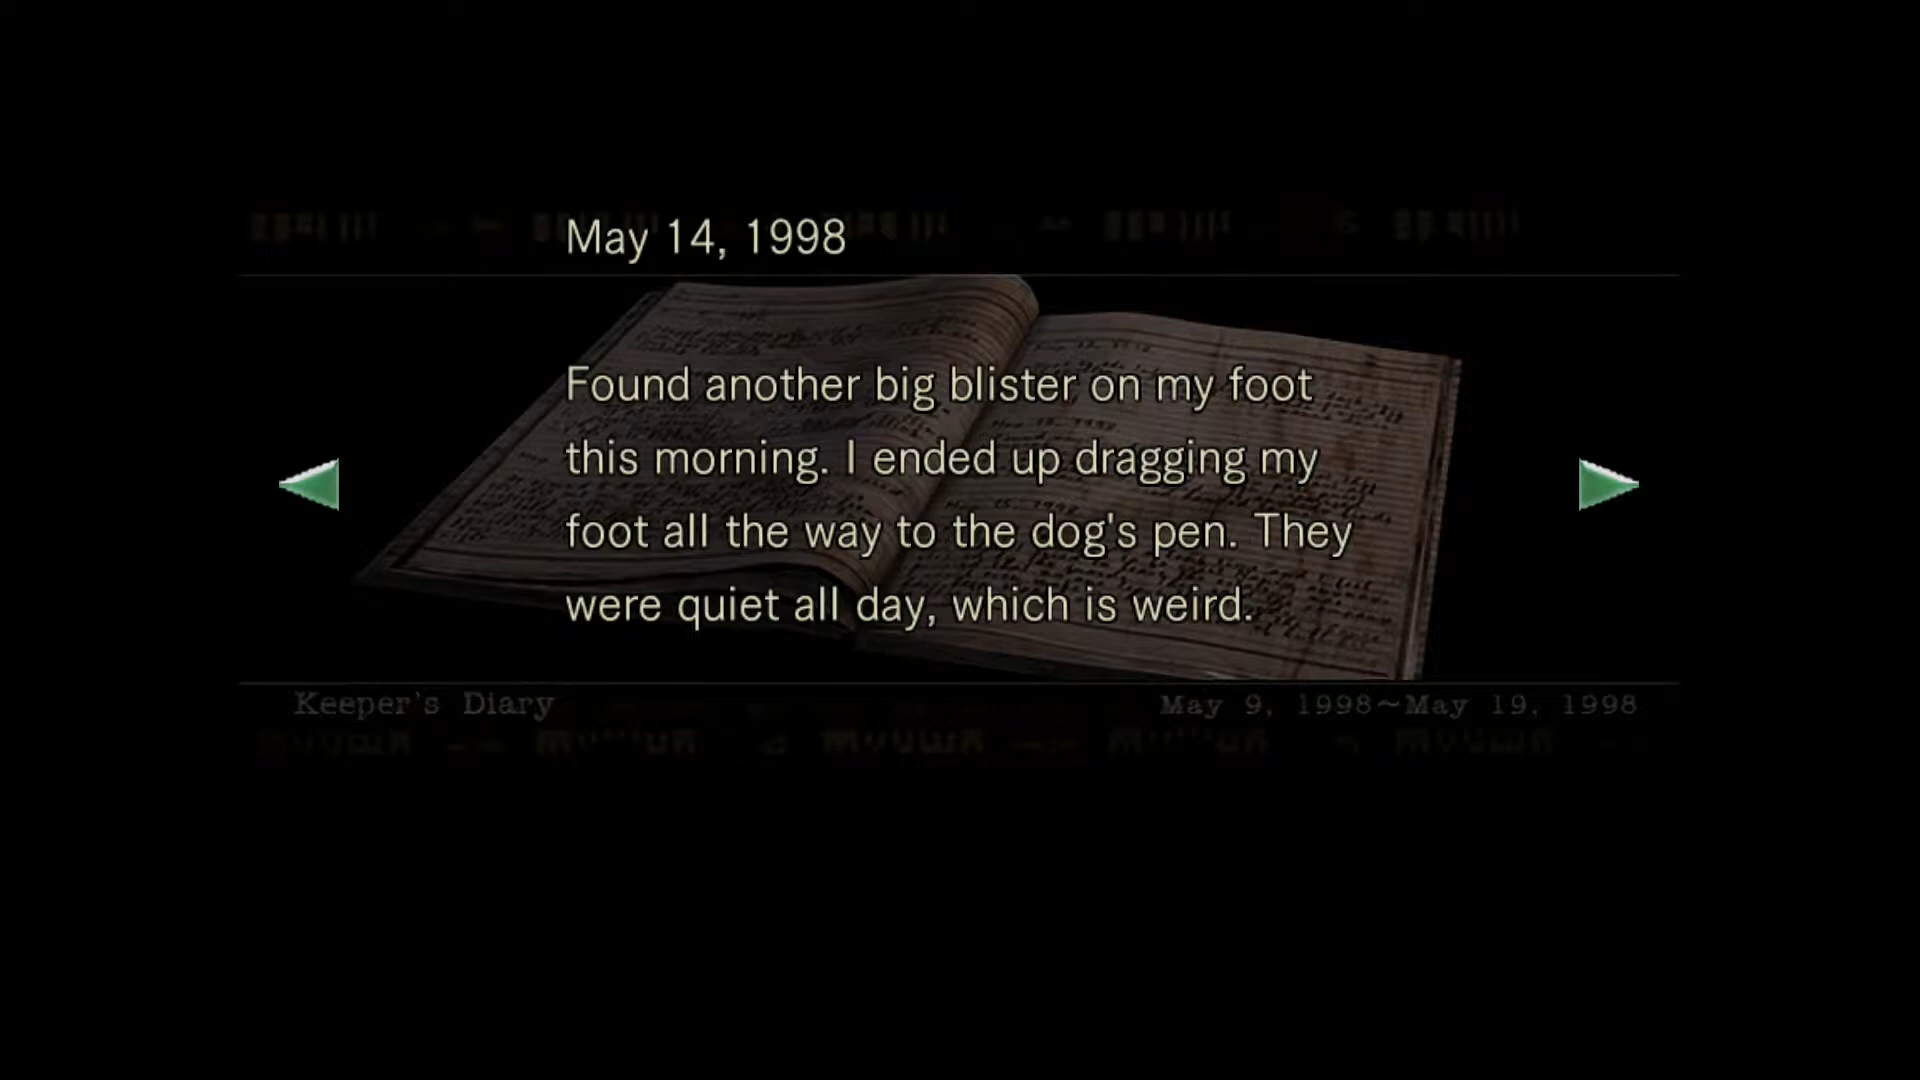 May 14, 1998
Found another big blister on my foot
this morning. I ended up dragging my
foot all the way to the dog's pen. They
were quiet all day, which is weird.
Keeper's Diary
May 9, 1998~May 19, 1998